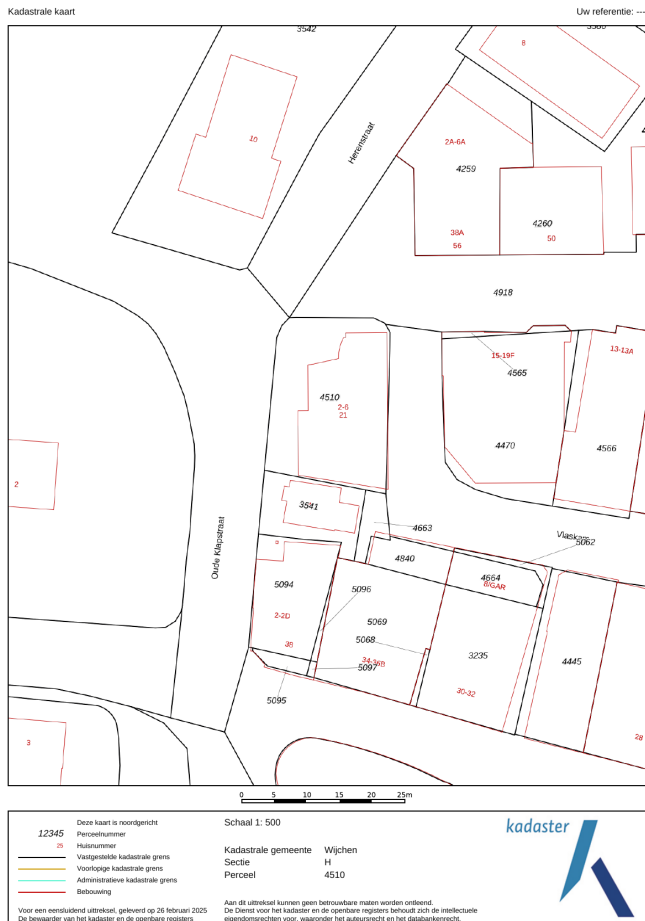 Kadastrale kaart
Uw referentie: ---
3542
8
10
Herenstraat
2A-6A
4259
4260
38A
50
56
4918
15-19F
13-13A
4565
4510
2-6
21
4470
4566
2
3541
4663
Oude Klapstraat
5062
4840
4664
8/GAR
5094
5096
2-2D
5069
38
5068
3235
4445
34-36B
5097
30-32
5095
3
28
0 5 10 15 20 25m
Deze kaart is noordgericht
12345 Perceelnummer
25 Huisnummer
Vastgestelde kadastrale grens
Voorlopige kadastrale grens
Administratieve kadastrale grens
Bebouwing
Voor een eensluidend uittreksel, geleverd op 26 februari 2025
De bewaarder van het kadaster en de openbare registers
Schaal 1: 500
Kadastrale gemeente Wijchen
Sectie H
Perceel 4510
Aan dit uittreksel kunnen geen betrouwbare maten worden ontleend.
De Dienst voor het kadaster en de openbare registers behoudt zich de intellectuele
eigendomsrechten voor, waaronder het auteursrecht en het databankenrecht.
kadaster